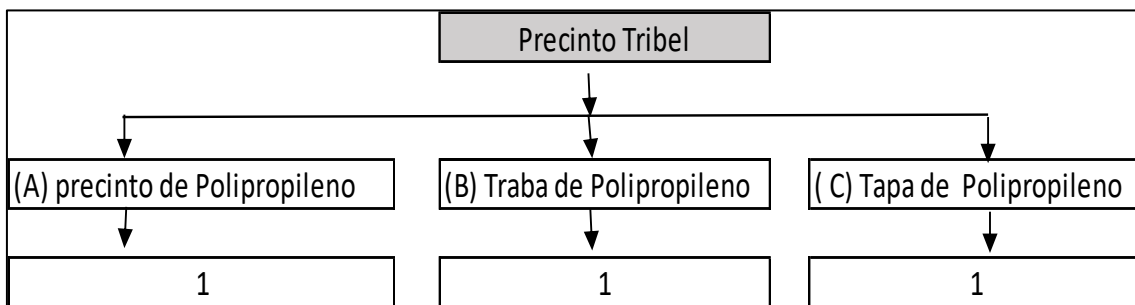 Precinto Tribel
(A) precinto de Polipropileno
(B) Traba de Polipropileno
( C) Tapa de Polipropileno
1
1
1